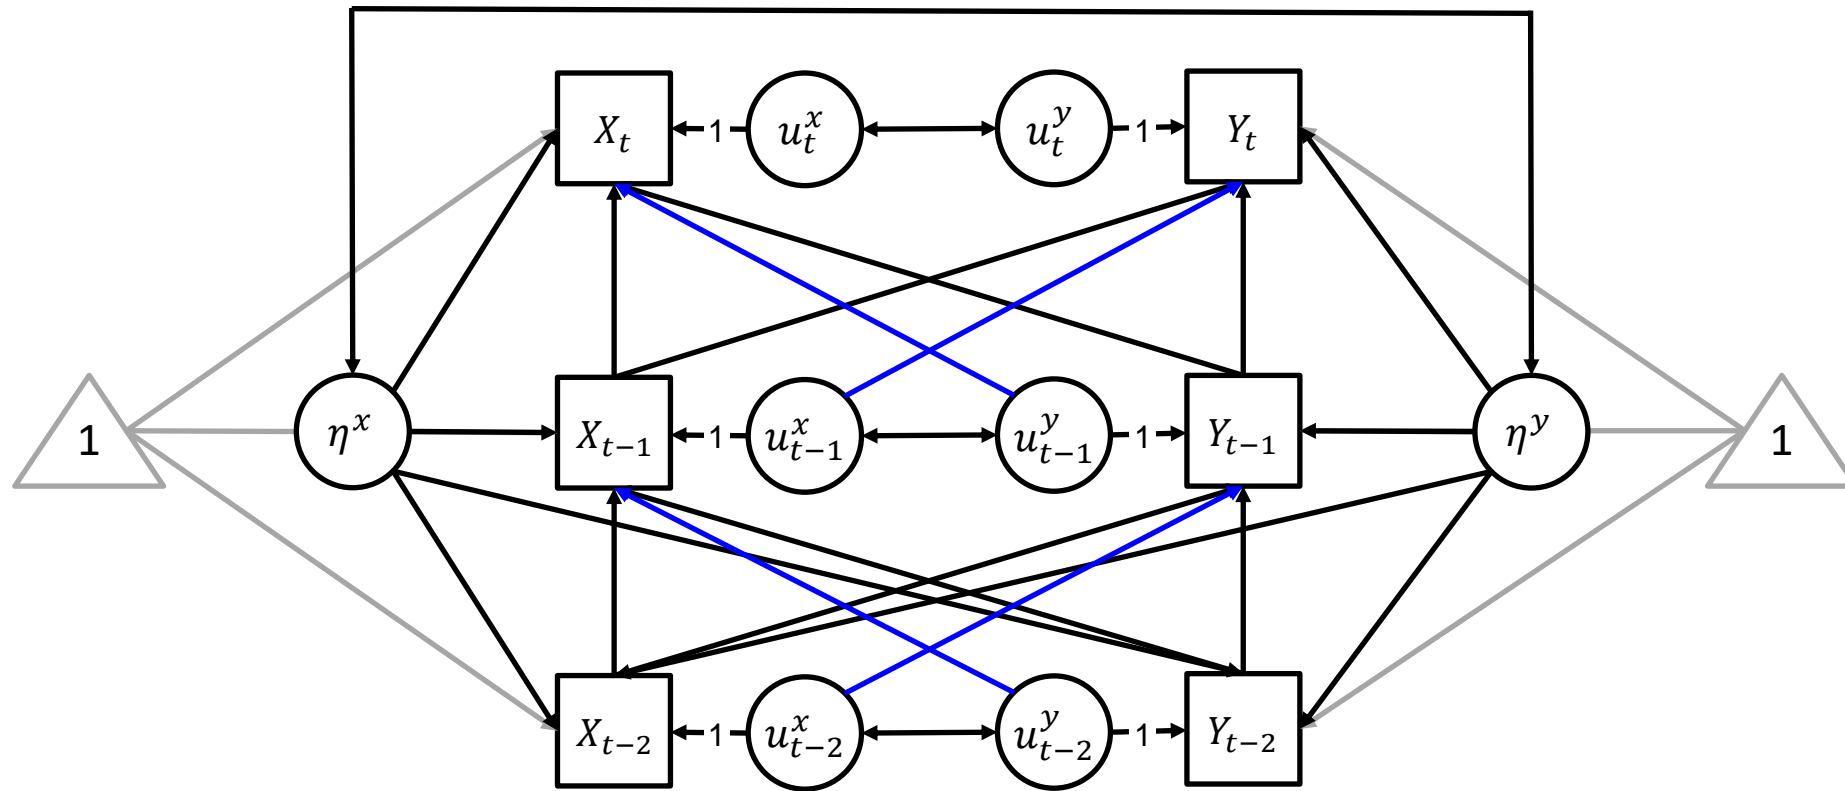 X_t 1 u_t^x u_t^y 1 Y_t
1 η^x X_{t−1} 1 u_{t−1}^x u_{t−1}^y 1 Y_{t−1} η^y 1
X_{t−2} 1 u_{t−2}^x u_{t−2}^y 1 Y_{t−2}